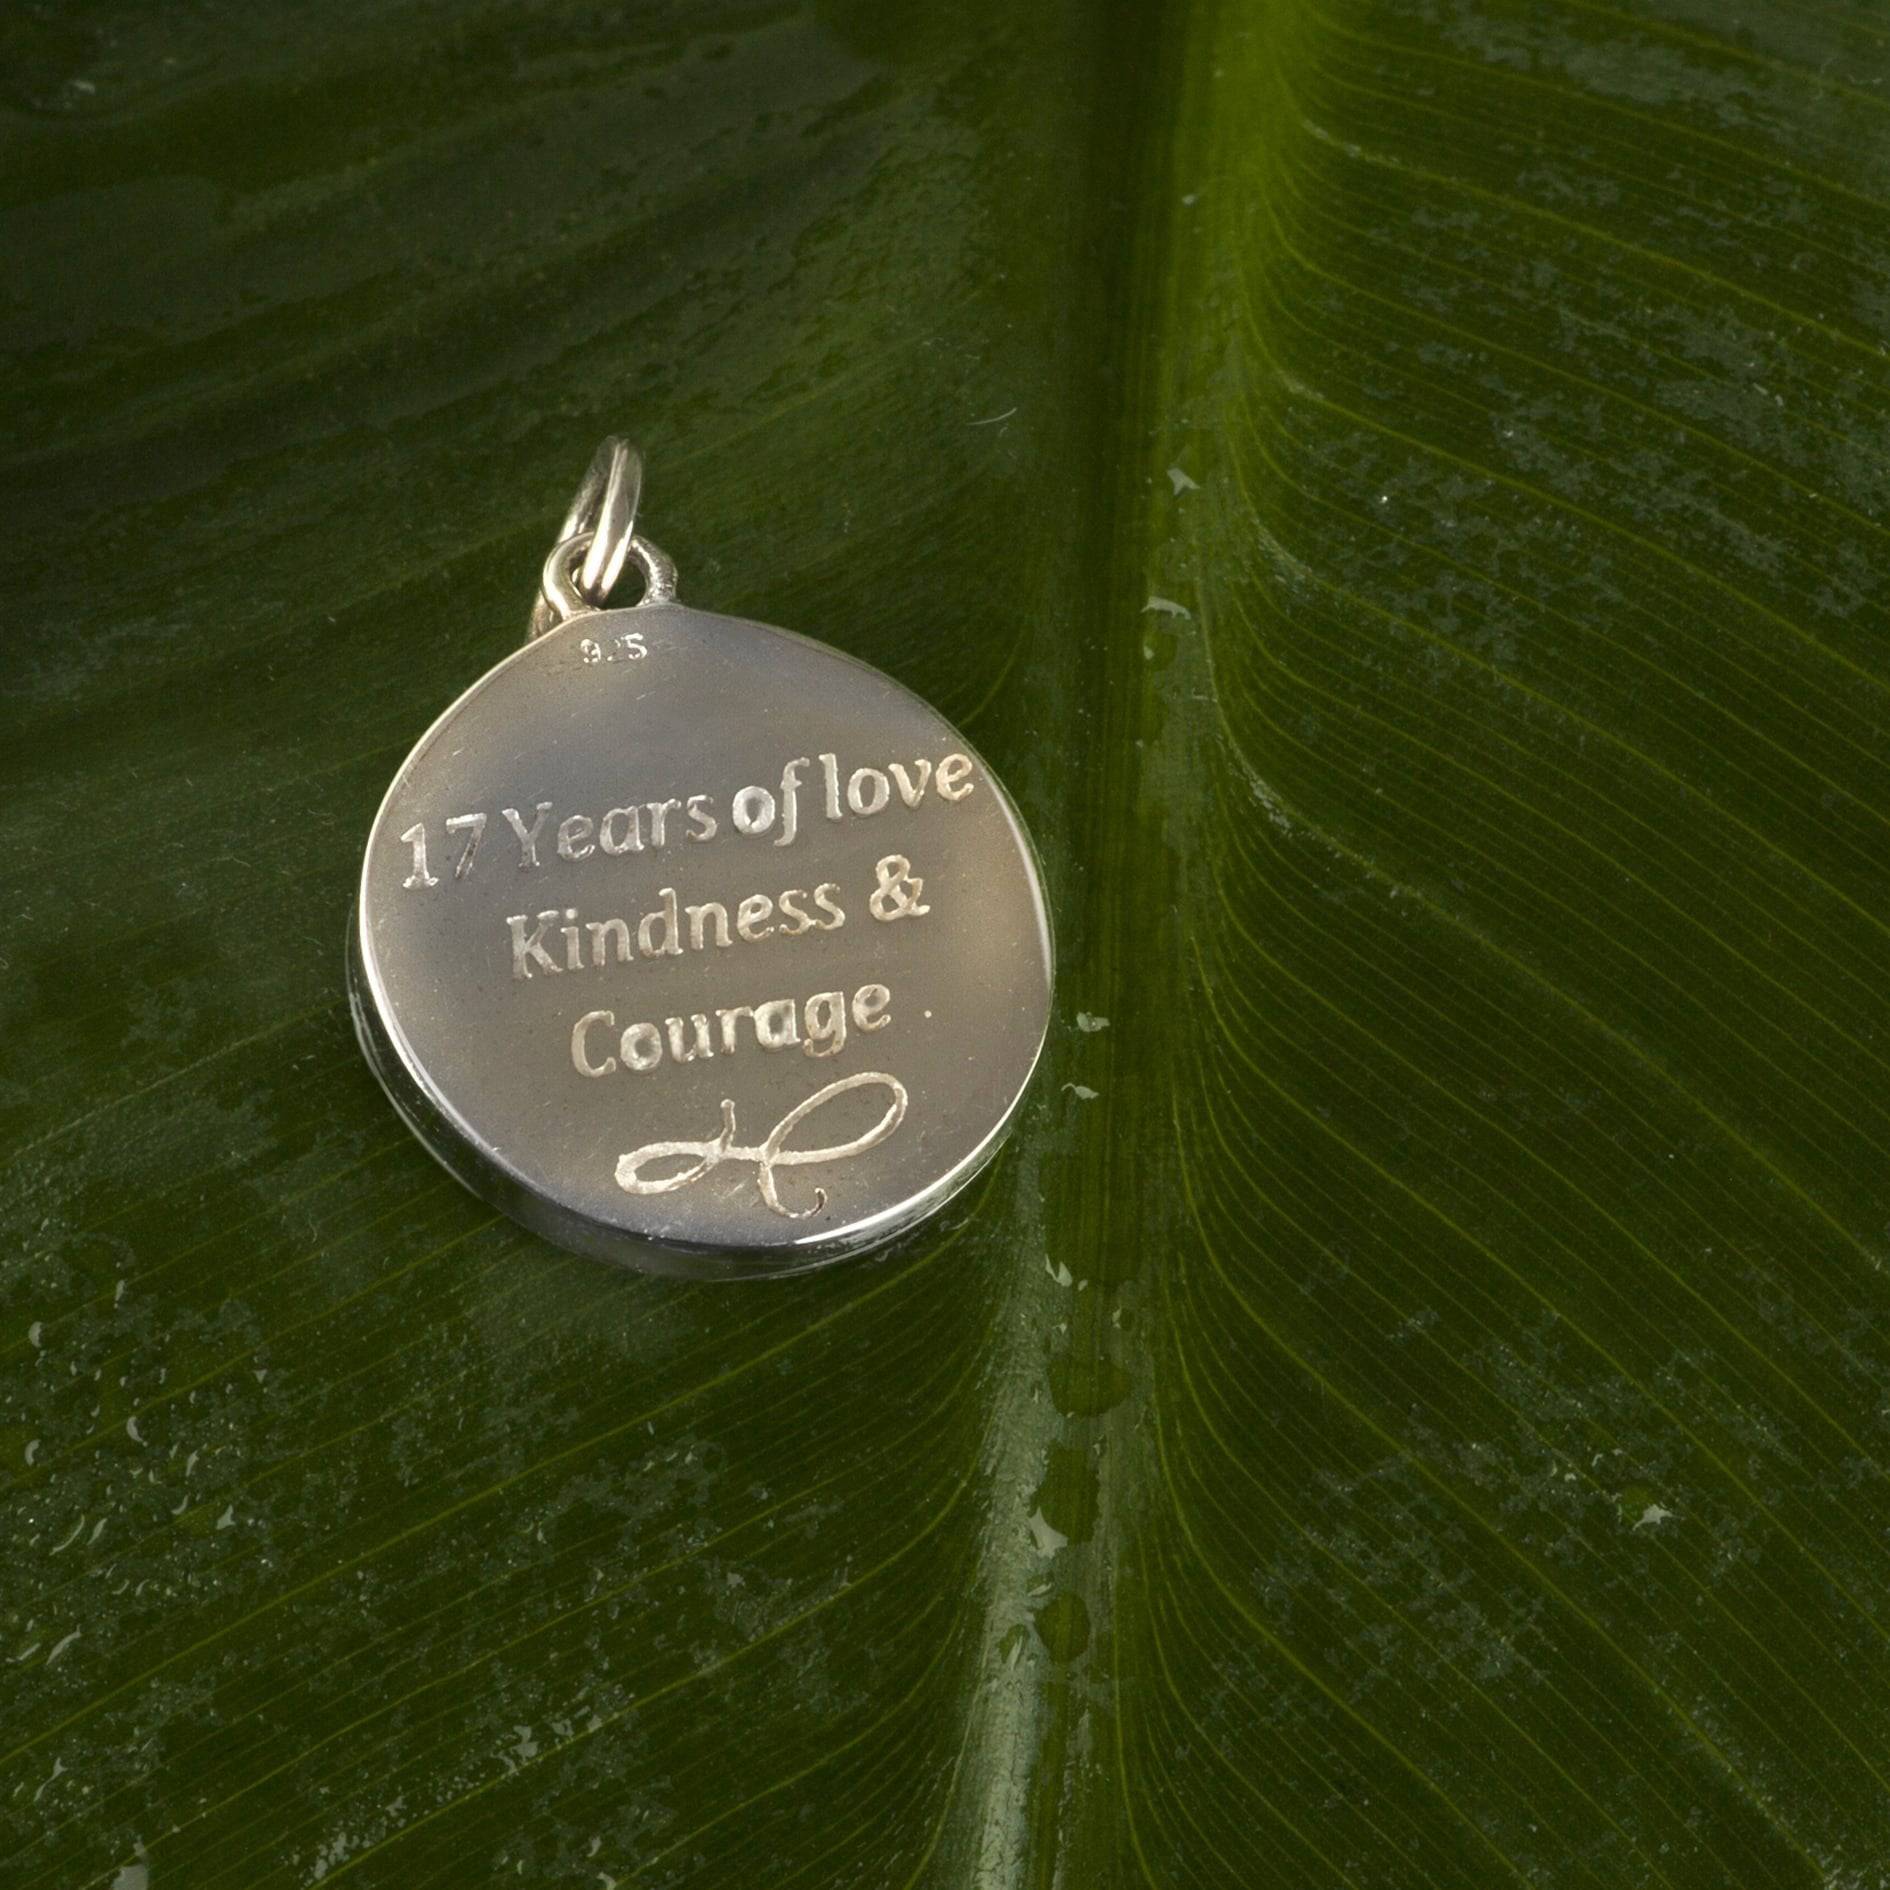 925
17 Years of love
Kindness &
Courage .